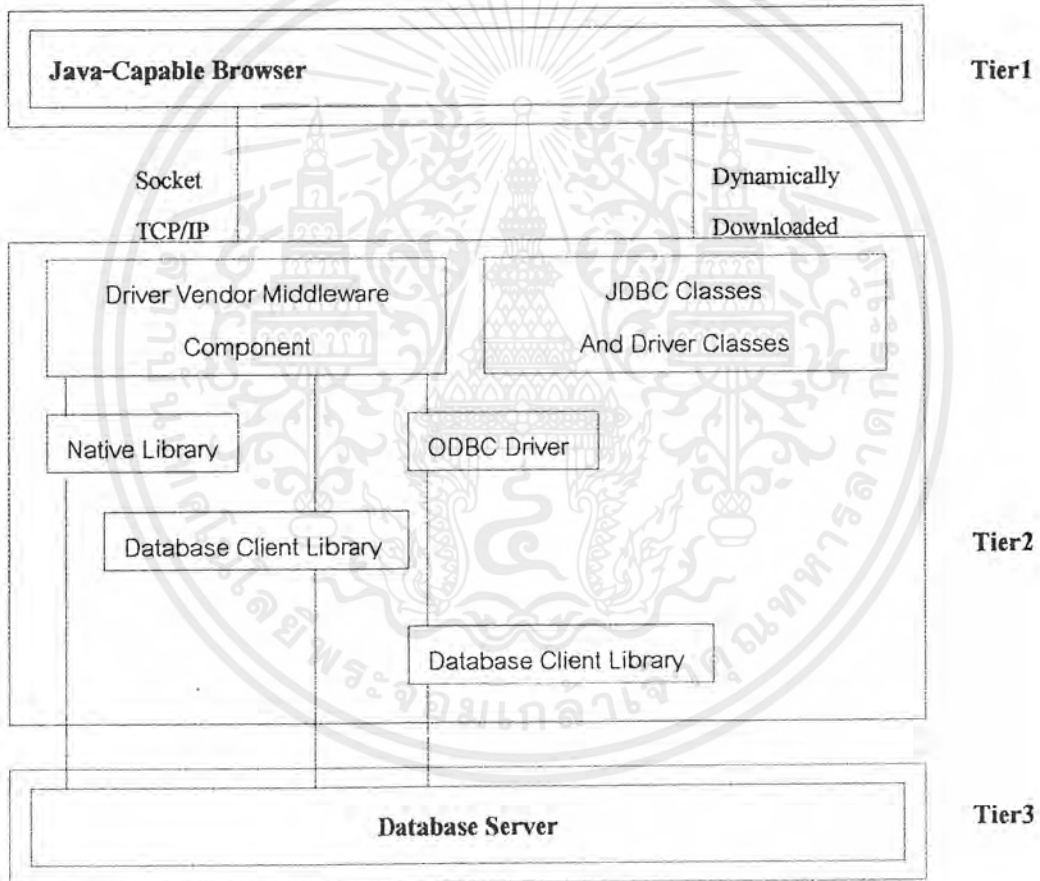 Java-Capable Browser
Tier1
Socket
TCP/IP
Dynamically
Downloaded
Driver Vendor Middleware
Component
JDBC Classes
And Driver Classes
Native Library
ODBC Driver
Database Client Library
Tier2
Database Client Library
Database Server
Tier3